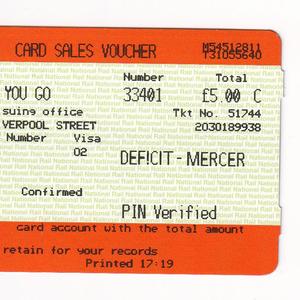 CARD SALES VOUCHER M54512811
T31055640
Number Total
YOU GO 33401 £5.00 C
suing office Tkt No. 51744
VERPOOL STREET 2030189938
Number Visa
02
DEF!CIT - MERCER
Confirmed
PIN Verified
card account with the total amount
retain for your records
Printed 17:19